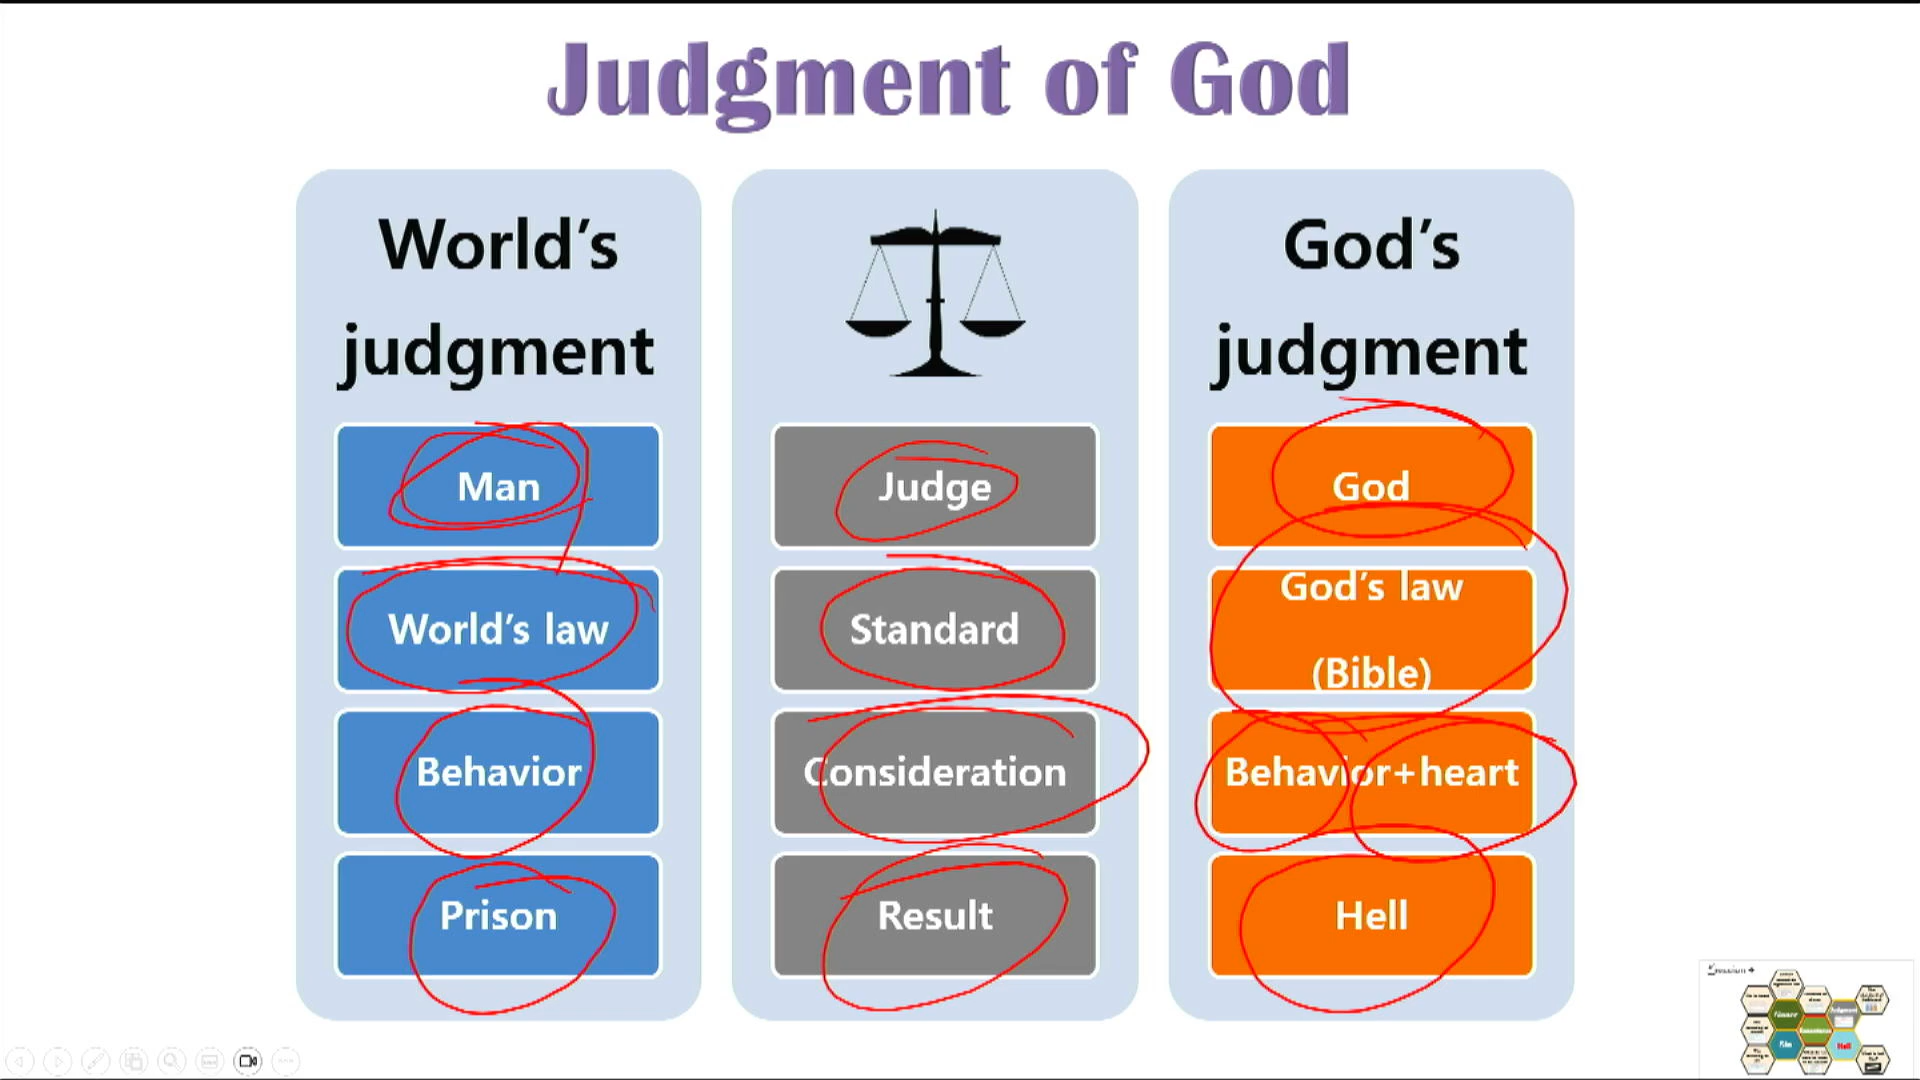 Judgment of God
World's
judgment
God's
judgment
Man
Judge
God
World's law
Standard
God's law
(Bible)
Behavior
Consideration
Behavior+heart
Prison
Result
Hell
Hell